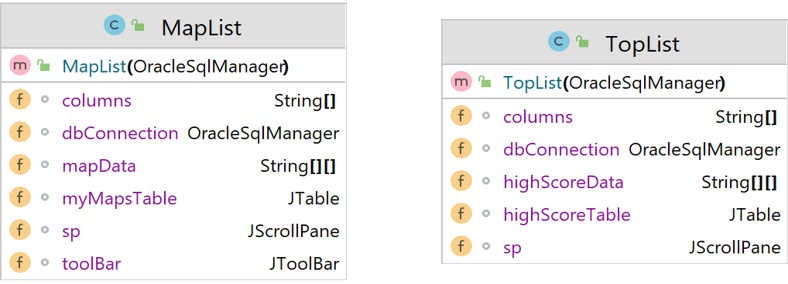 C MapList
m MapList(OracleSqlManager)
f columns String[]
f dbConnection OracleSqlManager
f mapData String[][]
f myMapsTable JTable
f sp JScrollPane
f toolBar JToolBar
C TopList
m TopList(OracleSqlManager)
f columns String[]
f dbConnection OracleSqlManager
f highScoreData String[][]
f highScoreTable JTable
f sp JScrollPane